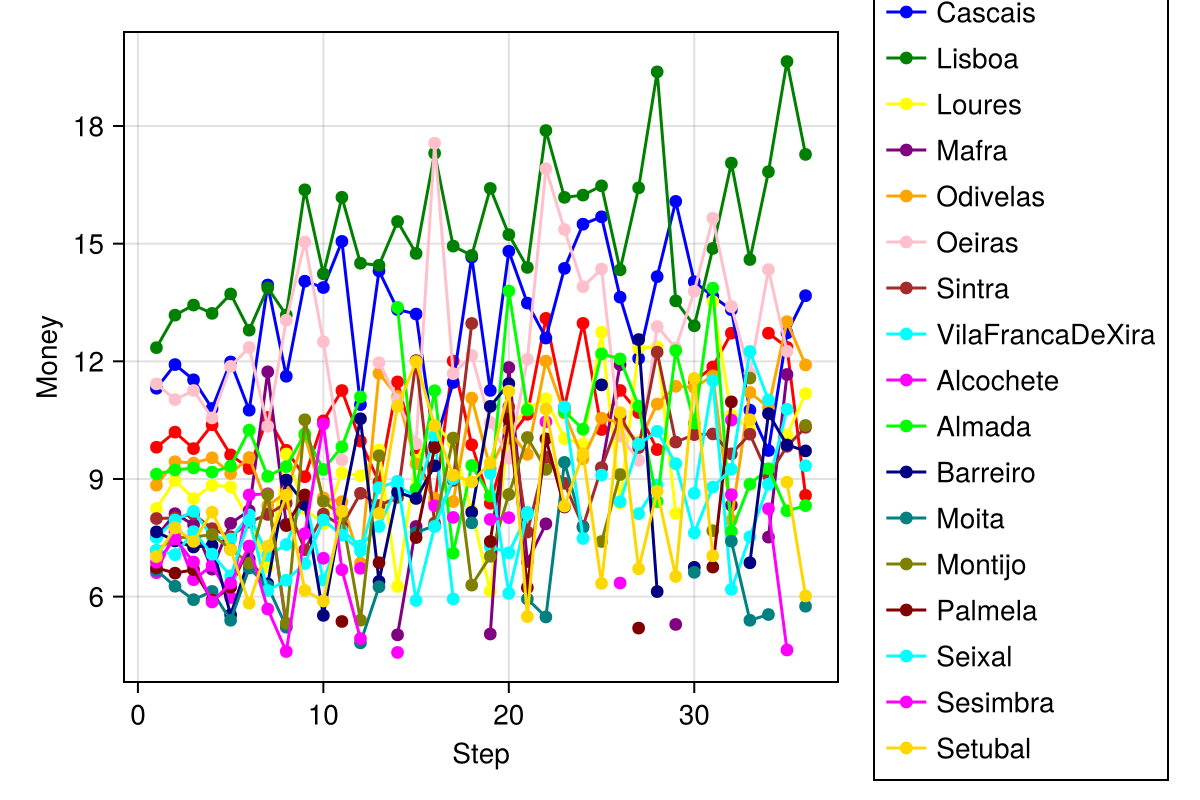 Cascais
Lisboa
Loures
Mafra
Odivelas
Oeiras
Sintra
VilaFrancaDeXira
Alcochete
Almada
Barreiro
Moita
Montijo
Palmela
Seixal
Sesimbra
Setubal
18
15
12
9
6
Money
0 10 20 30
Step